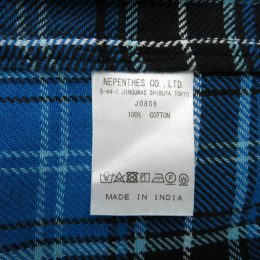 NEPENTHES CO., LTD.
5-44-1 JINGUMAE SHIBUYA, TOKYO
J0806
100% COTTON
MADE IN INDIA